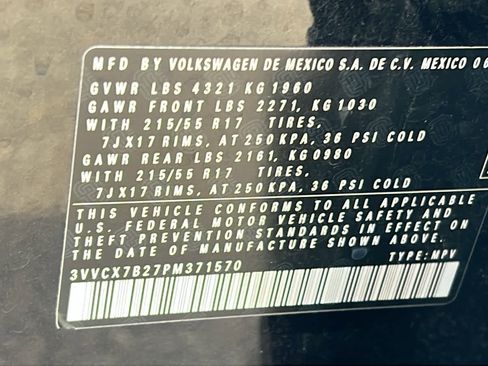 MFD BY VOLKSWAGEN DE MEXICO S.A. DE C.V. MEXICO 06
GVWR LBS 4321 KG 1960
GAWR FRONT LBS 2271, KG 1030
WITH 215/55 R17 TIRES,
7JX17 RIMS, AT 250 KPA, 36 PSI COLD
GAWR REAR LBS 2161, KG 0980
WITH 215/55 R17 TIRES,
7JX17 RIMS, AT 250 KPA, 36 PSI COLD
THIS VEHICLE CONFORMS TO ALL APPLICABLE
U.S. FEDERAL MOTOR VEHICLE SAFETY AND
THEFT PREVENTION STANDARDS IN EFFECT ON
THE DATE OF MANUFACTURE SHOWN ABOVE.
3VVCX7B27PM371570 TYPE: MPV